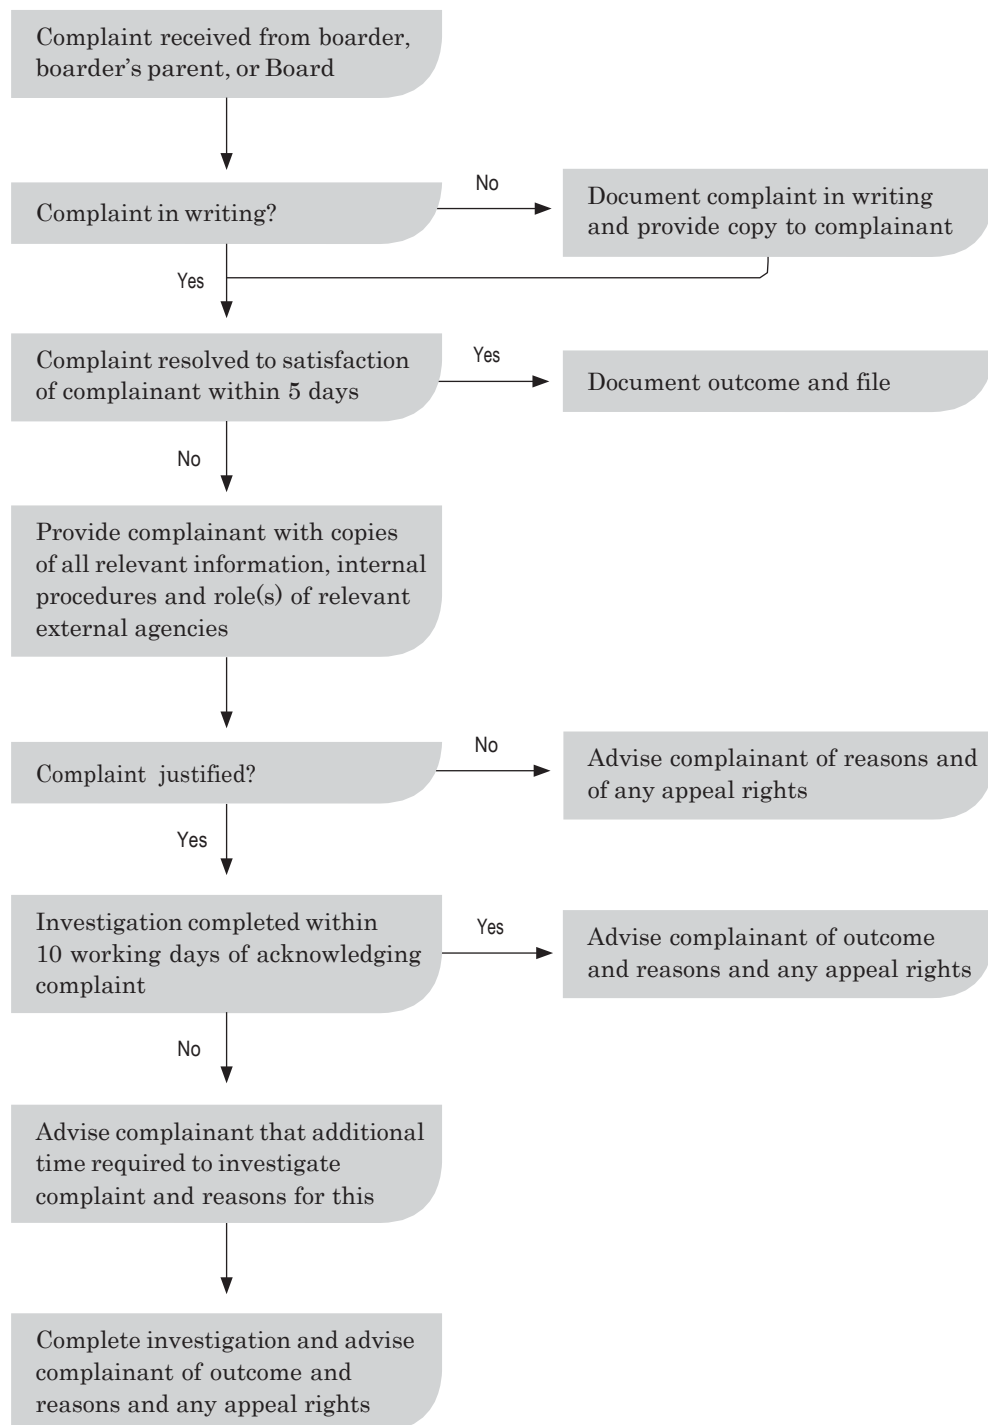 Complaint received from boarder,
boarder's parent, or Board
Complaint in writing?
No
Document complaint in writing
and provide copy to complainant
Yes
Complaint resolved to satisfaction
of complainant within 5 days
Yes
Document outcome and file
No
Provide complainant with copies
of all relevant information, internal
procedures and role(s) of relevant
external agencies
Complaint justified?
No
Advise complainant of reasons and
of any appeal rights
Yes
Investigation completed within
10 working days of acknowledging
complaint
Yes
Advise complainant of outcome
and reasons and any appeal rights
No
Advise complainant that additional
time required to investigate
complaint and reasons for this
Complete investigation and advise
complainant of outcome and
reasons and any appeal rights